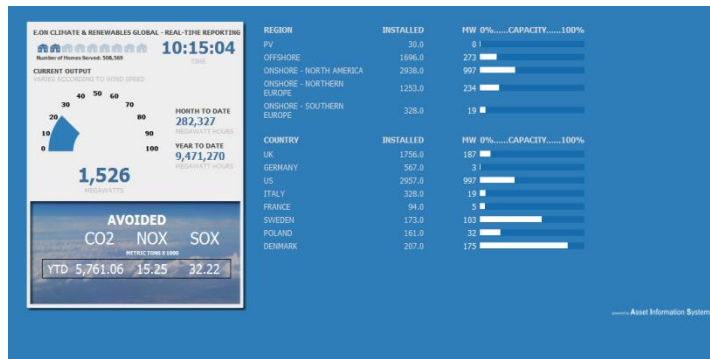 E.ON CLIMATE & RENEWABLES GLOBAL - REAL-TIME REPORTING
10:15:04
TIME
Number of Homes Served: 508,569
CURRENT OUTPUT
VARIES ACCORDING TO WIND SPEED
0 10 20 30 40 50 60 70 80 90 100
1,526
MEGAWATTS
MONTH TO DATE
282,327
MEGAWATT HOURS
YEAR TO DATE
9,471,270
MEGAWATT HOURS
AVOIDED
CO2 NOX SOX
METRIC TONS X 1000
YTD 5,761.06 15.25 32.22
REGION INSTALLED MW 0%......CAPACITY......100%
PV 30.0 0
OFFSHORE 1696.0 273
ONSHORE - NORTH AMERICA 2938.0 997
ONSHORE - NORTHERN
EUROPE 1253.0 234
ONSHORE - SOUTHERN
EUROPE 328.0 19
COUNTRY INSTALLED MW 0%......CAPACITY......100%
UK 1756.0 187
GERMANY 567.0 3
US 2957.0 997
ITALY 328.0 19
FRANCE 94.0 5
SWEDEN 173.0 103
POLAND 161.0 32
DENMARK 207.0 175
Asset Information System